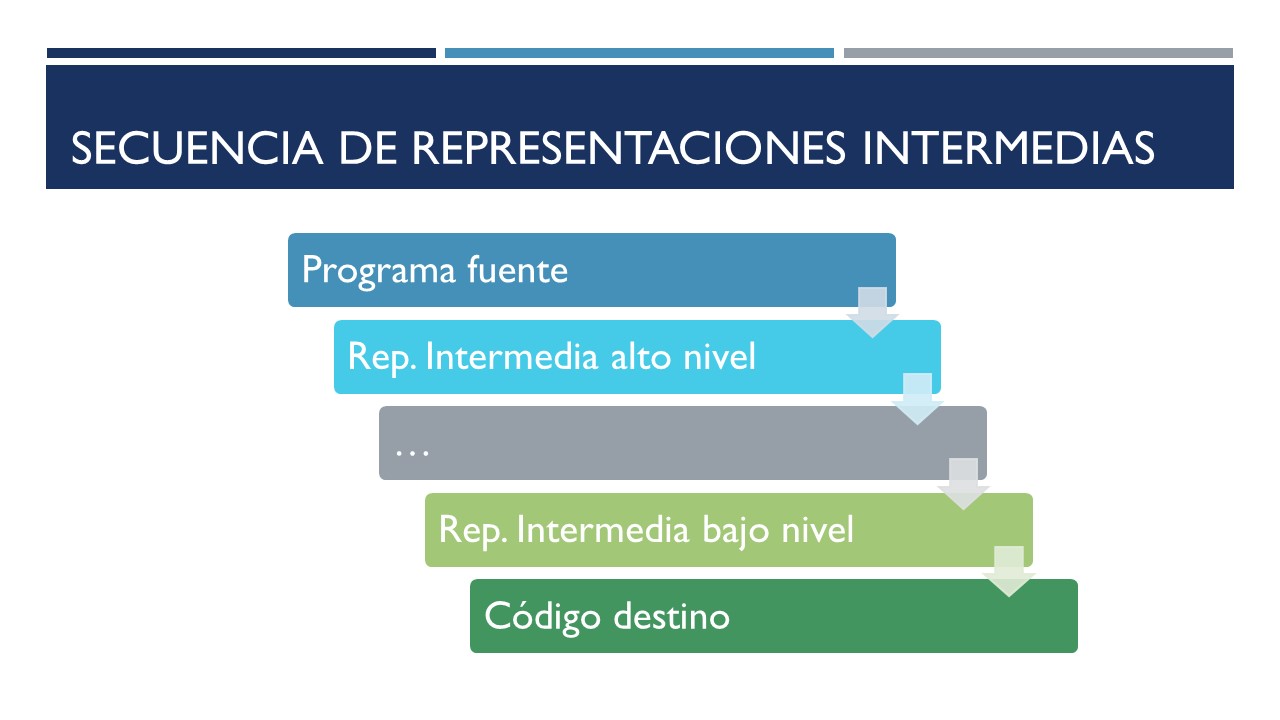 SECUENCIA DE REPRESENTACIONES INTERMEDIAS
Programa fuente
Rep. Intermedia alto nivel
…
Rep. Intermedia bajo nivel
Código destino